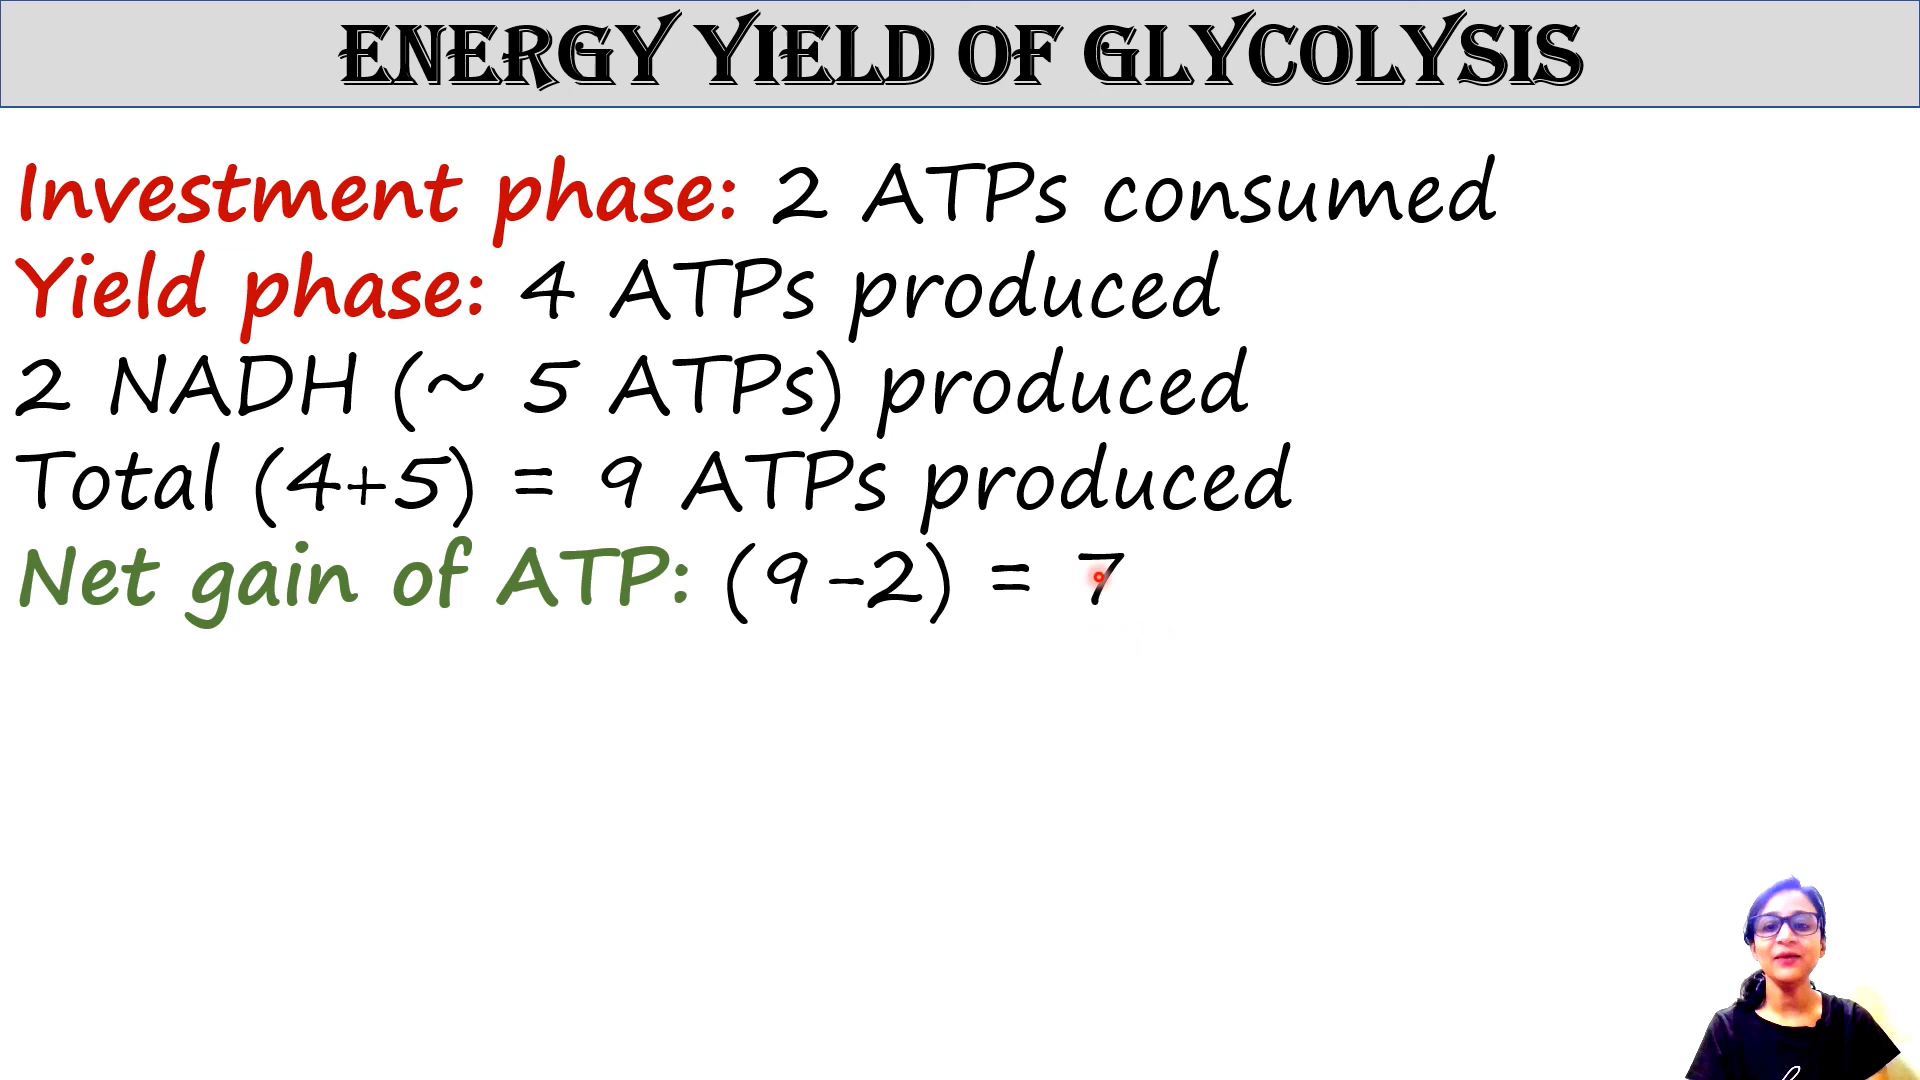 ENERGY YIELD OF GLYCOLYSIS
Investment phase: 2 ATPs consumed
Yield phase: 4 ATPs produced
2 NADH (~ 5 ATPs) produced
Total (4+5) = 9 ATPs produced
Net gain of ATP: (9-2) = 7